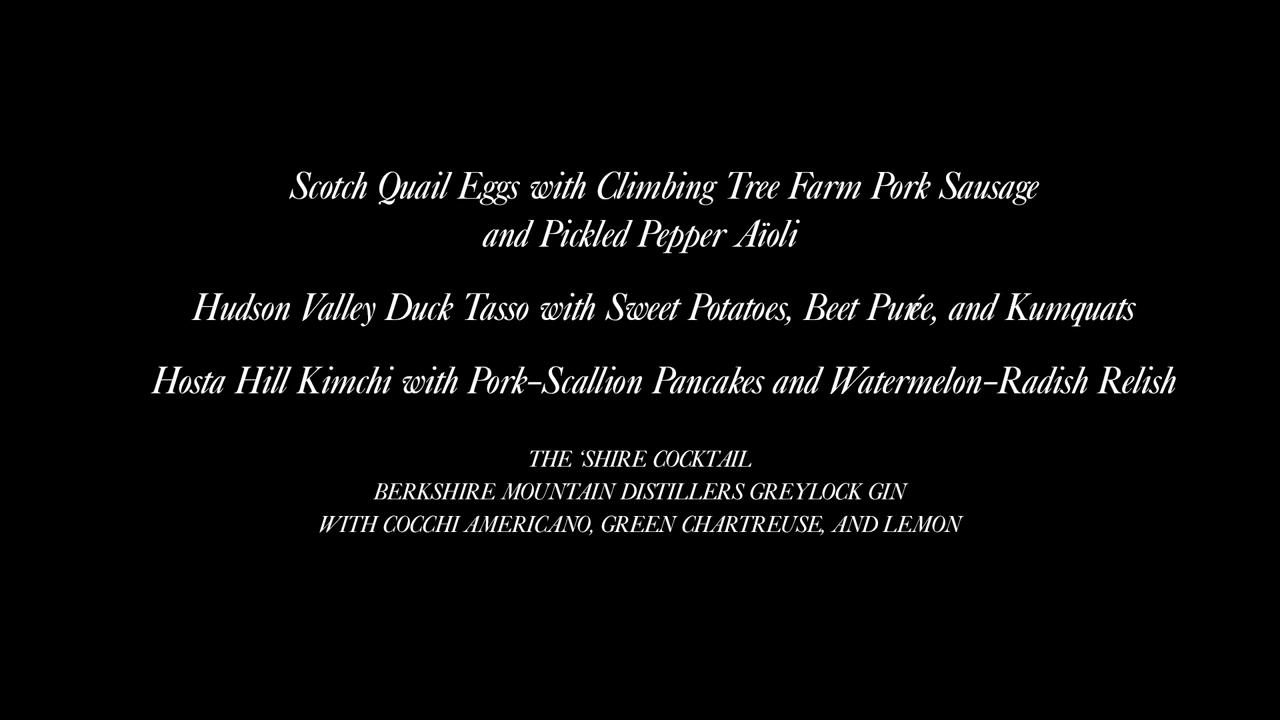 Scotch Quail Eggs with Climbing Tree Farm Pork Sausage
and Pickled Pepper Aïoli
Hudson Valley Duck Tasso with Sweet Potatoes, Beet Purée, and Kumquats
Hosta Hill Kimchi with Pork–Scallion Pancakes and Watermelon–Radish Relish
THE ‘SHIRE COCKTAIL
BERKSHIRE MOUNTAIN DISTILLERS GREYLOCK GIN
WITH COCCHI AMERICANO, GREEN CHARTREUSE, AND LEMON